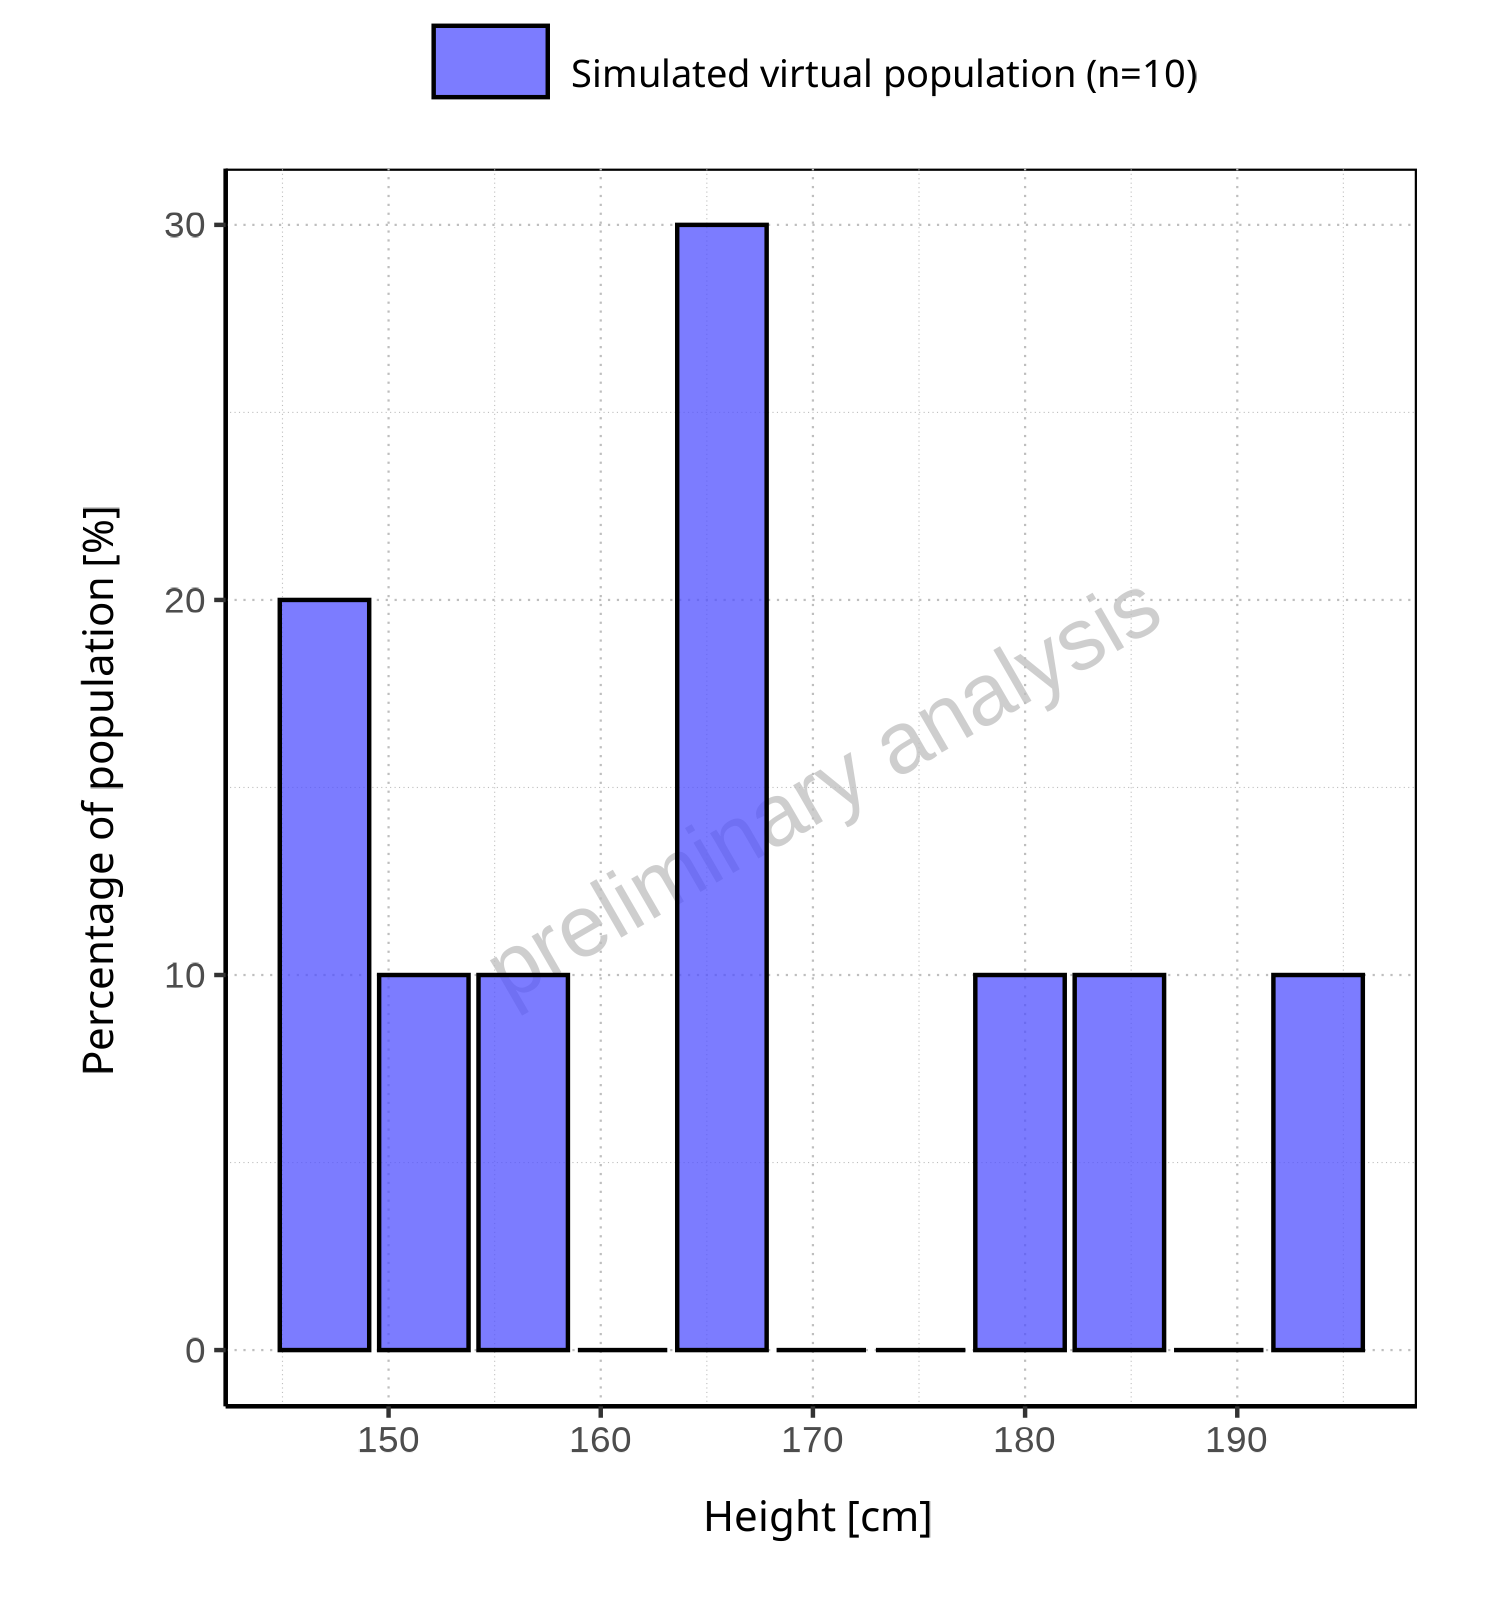 Simulated virtual population (n=10)
30
20
10
0
Percentage of population [%]
preliminary analysis
150 160 170 180 190
Height [cm]